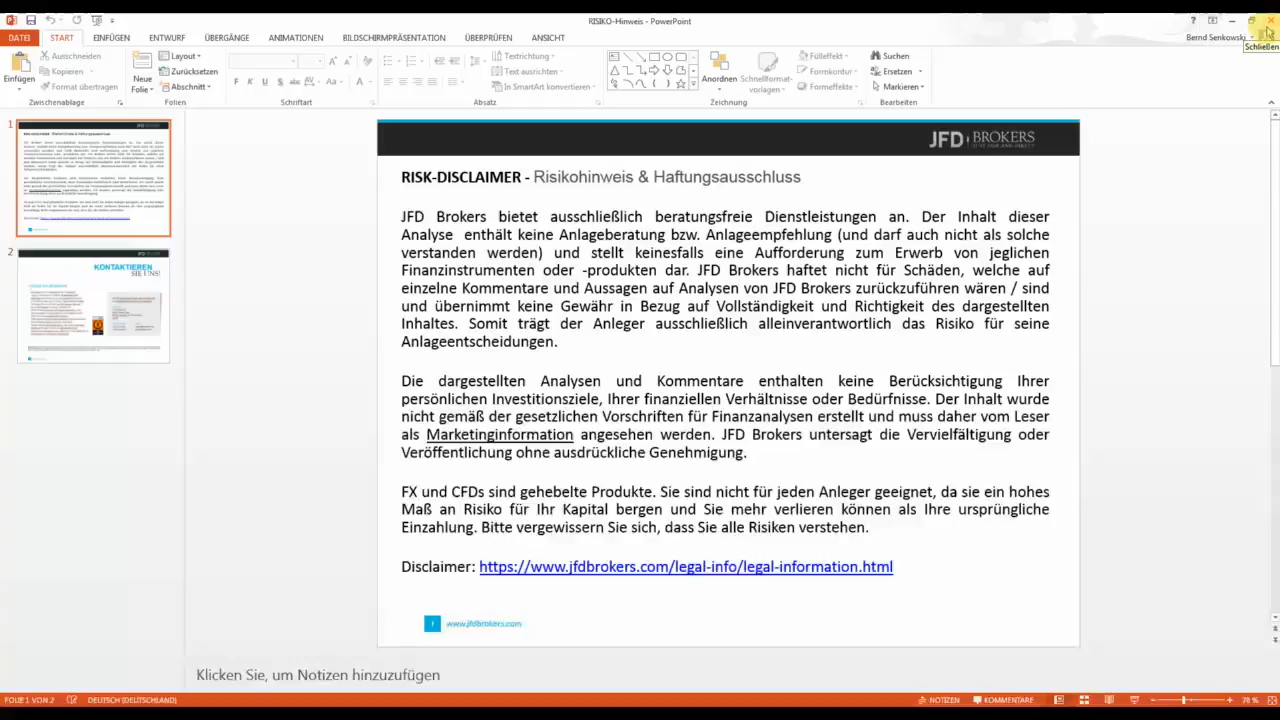 RISIKO-Hinweis - PowerPoint
DATEI START EINFÜGEN ENTWURF ÜBERGÄNGE ANIMATIONEN BILDSCHIRMPRÄSENTATION ÜBERPRÜFEN ANSICHT
Bernd Senkowski
Schließen
Einfügen
Ausschneiden
Kopieren
Format übertragen
Zwischenablage
Neue
Folie
Layout
Zurücksetzen
Abschnitt
Folien
Schriftart
Textrichtung
Text ausrichten
In SmartArt konvertieren
Absatz
Anordnen
Schnellformat-
vorlagen
Fülleffekt
Formkontur
Formeffekte
Zeichnung
Suchen
Ersetzen
Markieren
Bearbeiten
1
2
KONTAKTIEREN
SIE UNS!
JFD BROKERS
RISK-DISCLAIMER - Risikohinweis & Haftungsausschluss
JFD Brokers bietet ausschließlich beratungsfreie Dienstleistungen an. Der Inhalt dieser
Analyse enthält keine Anlageberatung bzw. Anlageempfehlung (und darf auch nicht als solche
verstanden werden) und stellt keinesfalls eine Aufforderung zum Erwerb von jeglichen
Finanzinstrumenten oder -produkten dar. JFD Brokers haftet nicht für Schäden, welche auf
einzelne Kommentare und Aussagen auf Analysen von JFD Brokers zurückzuführen wären / sind
und übernimmt keine Gewähr in Bezug auf Vollständigkeit und Richtigkeit des dargestellten
Inhaltes. Somit trägt der Anleger ausschließlich alleinverantwortlich das Risiko für seine
Anlageentscheidungen.
Die dargestellten Analysen und Kommentare enthalten keine Berücksichtigung Ihrer
persönlichen Investitionsziele, Ihrer finanziellen Verhältnisse oder Bedürfnisse. Der Inhalt wurde
nicht gemäß der gesetzlichen Vorschriften für Finanzanalysen erstellt und muss daher vom Leser
als Marketinginformation angesehen werden. JFD Brokers untersagt die Vervielfältigung oder
Veröffentlichung ohne ausdrückliche Genehmigung.
FX und CFDs sind gehebelte Produkte. Sie sind nicht für jeden Anleger geeignet, da sie ein hohes
Maß an Risiko für Ihr Kapital bergen und Sie mehr verlieren können als Ihre ursprüngliche
Einzahlung. Bitte vergewissern Sie sich, dass Sie alle Risiken verstehen.
Disclaimer: https://www.jfdbrokers.com/legal-info/legal-information.html
www.jfdbrokers.com
Klicken Sie, um Notizen hinzuzufügen
FOLIE 1 VON 2 DEUTSCH (DEUTSCHLAND) NOTIZEN KOMMENTARE 78 %